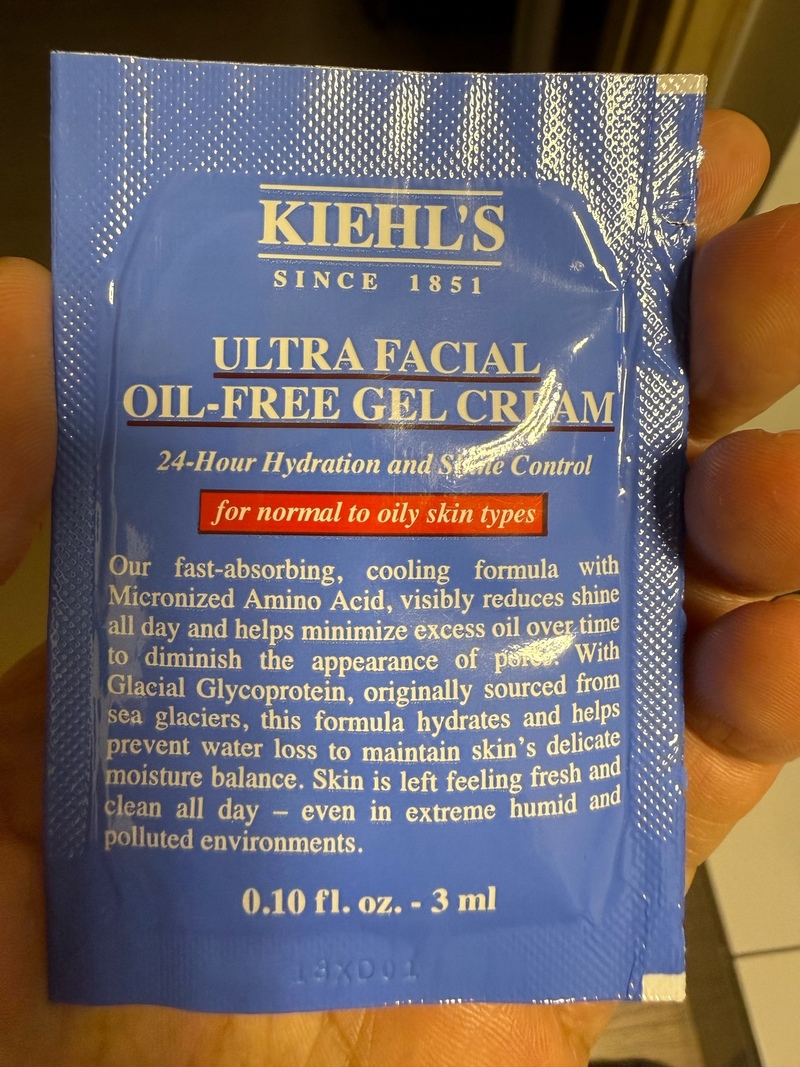 KIEHL'S
SINCE 1851
ULTRA FACIAL
OIL-FREE GEL CREAM
24-Hour Hydration and Shine Control
for normal to oily skin types
Our fast-absorbing, cooling formula with
Micronized Amino Acid, visibly reduces shine
all day and helps minimize excess oil over time
to diminish the appearance of pores. With
Glacial Glycoprotein, originally sourced from
sea glaciers, this formula hydrates and helps
prevent water loss to maintain skin's delicate
moisture balance. Skin is left feeling fresh and
clean all day – even in extreme humid and
polluted environments.
0.10 fl. oz. - 3 ml